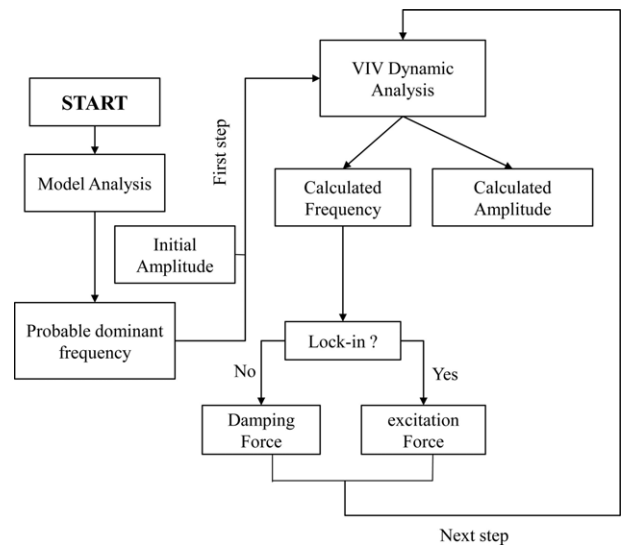 START
Model Analysis
Initial
Amplitude
Probable dominant
frequency
First step
VIV Dynamic
Analysis
Calculated
Frequency
Calculated
Amplitude
Lock-in ?
No
Yes
Damping
Force
excitation
Force
Next step